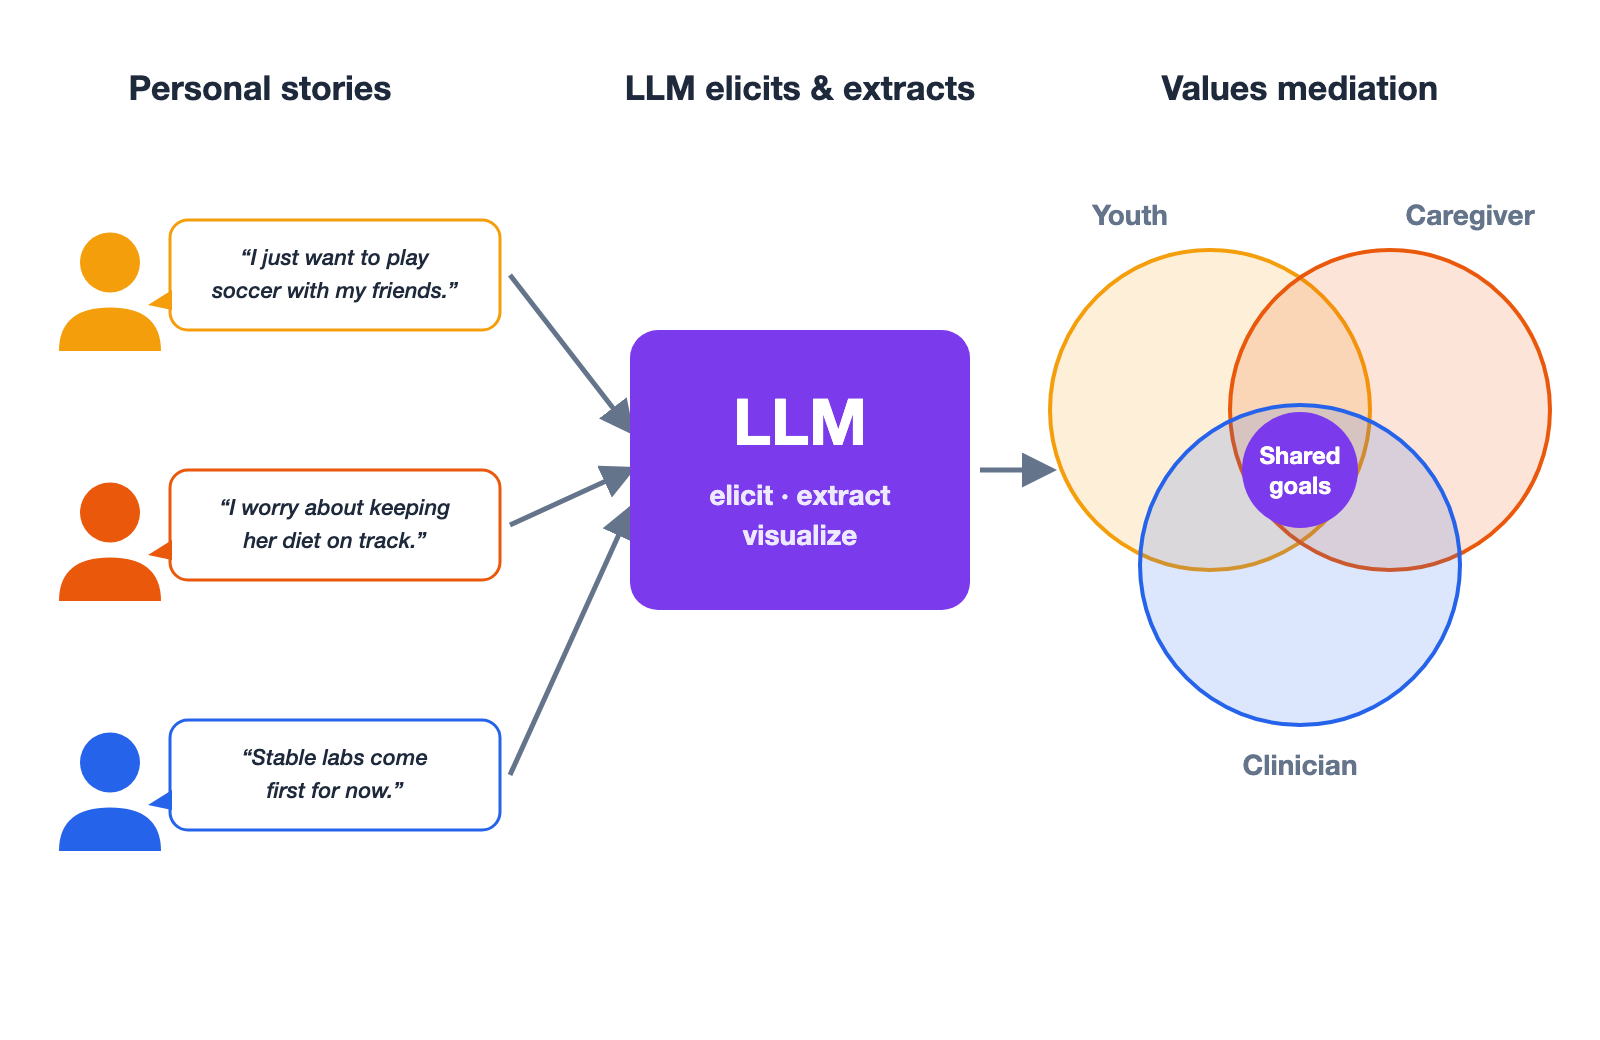 Personal stories
LLM elicits & extracts
Values mediation
“I just want to play
soccer with my friends.”
“I worry about keeping
her diet on track.”
“Stable labs come
first for now.”
LLM
elicit · extract
visualize
Youth
Caregiver
Shared
goals
Clinician